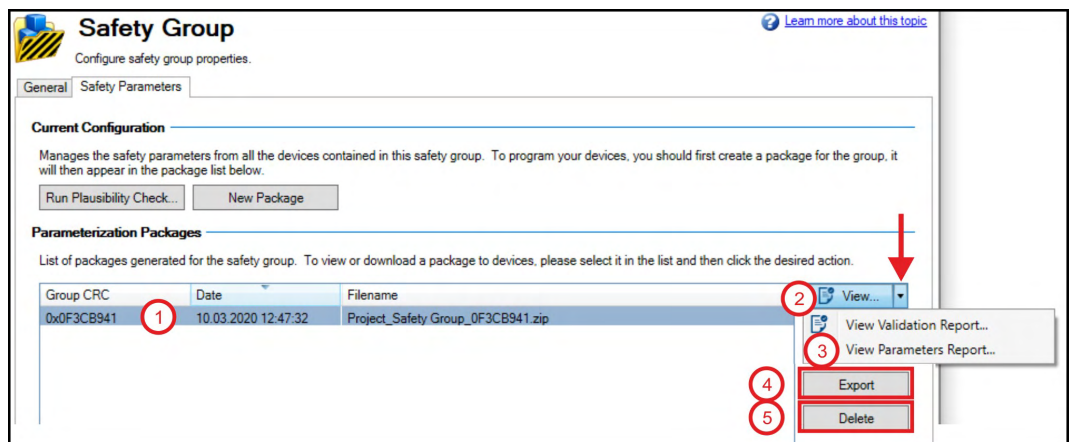 Safety Group
Learn more about this topic
Configure safety group properties.
General Safety Parameters
Current Configuration
Manages the safety parameters from all the devices contained in this safety group. To program your devices, you should first create a package for the group, it
will then appear in the package list below.
Run Plausibility Check... New Package
Parameterization Packages
List of packages generated for the safety group. To view or download a package to devices, please select it in the list and then click the desired action.
Group CRC Date Filename 2 View...
0x0F3CB941 1 10.03.2020 12:47:32 Project_Safety Group_0F3CB941.zip
View Validation Report...
3 View Parameters Report...
4 Export
5 Delete